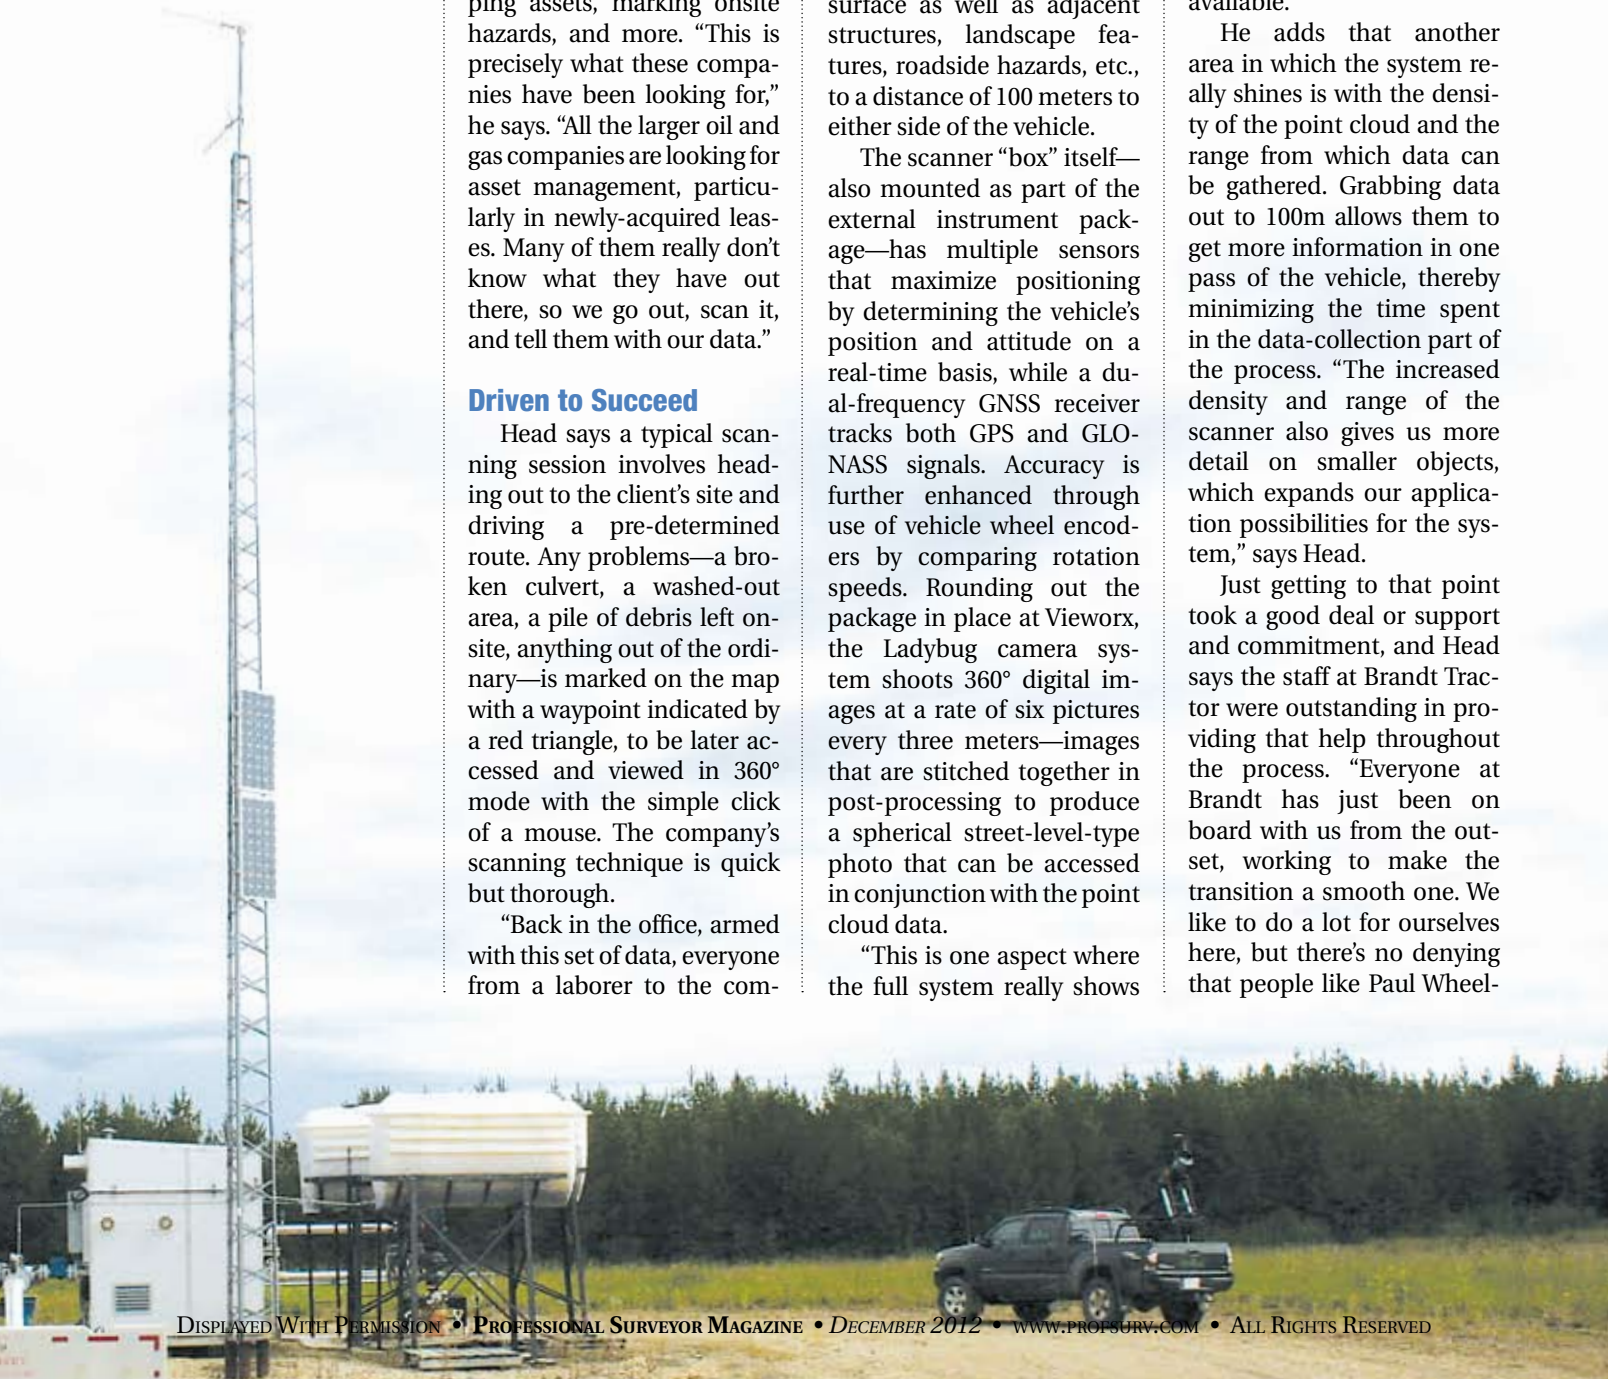 ping assets, marking onsite
hazards, and more. “This is
precisely what these compa-
nies have been looking for,”
he says. “All the larger oil and
gas companies are looking for
asset management, particu-
larly in newly-acquired leas-
es. Many of them really don’t
know what they have out
there, so we go out, scan it,
and tell them with our data.”
Driven to Succeed
Head says a typical scan-
ning session involves head-
ing out to the client’s site and
driving a pre-determined
route. Any problems—a bro-
ken culvert, a washed-out
area, a pile of debris left on-
site, anything out of the ordi-
nary—is marked on the map
with a waypoint indicated by
a red triangle, to be later ac-
cessed and viewed in 360°
mode with the simple click
of a mouse. The company’s
scanning technique is quick
but thorough.
“Back in the office, armed
with this set of data, everyone
from a laborer to the com-
surface as well as adjacent
structures, landscape fea-
tures, roadside hazards, etc.,
to a distance of 100 meters to
either side of the vehicle.
The scanner “box” itself—
also mounted as part of the
external instrument pack-
age—has multiple sensors
that maximize positioning
by determining the vehicle’s
position and attitude on a
real-time basis, while a du-
al-frequency GNSS receiver
tracks both GPS and GLO-
NASS signals. Accuracy is
further enhanced through
use of vehicle wheel encod-
ers by comparing rotation
speeds. Rounding out the
package in place at Vieworx,
the Ladybug camera sys-
tem shoots 360° digital im-
ages at a rate of six pictures
every three meters—images
that are stitched together in
post-processing to produce
a spherical street-level-type
photo that can be accessed
in conjunction with the point
cloud data.
“This is one aspect where
the full system really shows
available.
He adds that another
area in which the system re-
ally shines is with the densi-
ty of the point cloud and the
range from which data can
be gathered. Grabbing data
out to 100m allows them to
get more information in one
pass of the vehicle, thereby
minimizing the time spent
in the data-collection part of
the process. “The increased
density and range of the
scanner also gives us more
detail on smaller objects,
which expands our applica-
tion possibilities for the sys-
tem,” says Head.
Just getting to that point
took a good deal or support
and commitment, and Head
says the staff at Brandt Trac-
tor were outstanding in pro-
viding that help throughout
the process. “Everyone at
Brandt has just been on
board with us from the out-
set, working to make the
transition a smooth one. We
like to do a lot for ourselves
here, but there’s no denying
that people like Paul Wheel-
DISPLAYED WITH PERMISSION • PROFESSIONAL SURVEYOR MAGAZINE • DECEMBER 2012 • WWW.PROFSURV.COM • ALL RIGHTS RESERVED